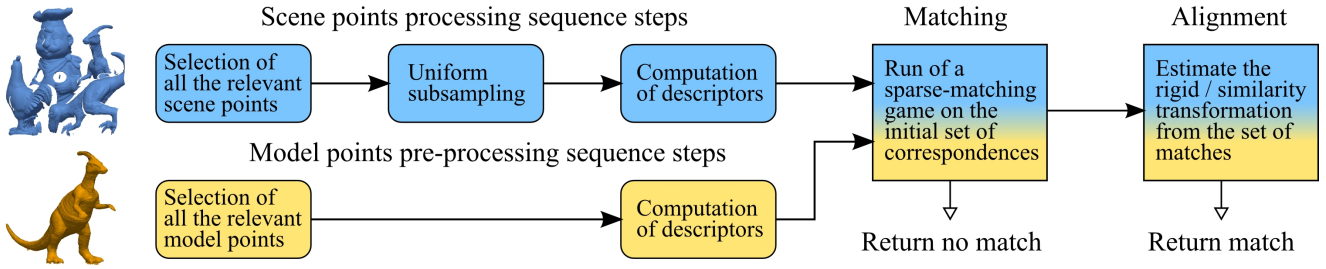 Scene points processing sequence steps
Matching
Alignment
Selection of
all the relevant
scene points
Uniform
subsampling
Computation
of descriptors
Run of a
sparse-matching
game on the
initial set of
correspondences
Estimate the
rigid / similarity
transformation
from the set of
matches
Model points pre-processing sequence steps
Selection of
all the relevant
model points
Computation
of descriptors
Return no match
Return match